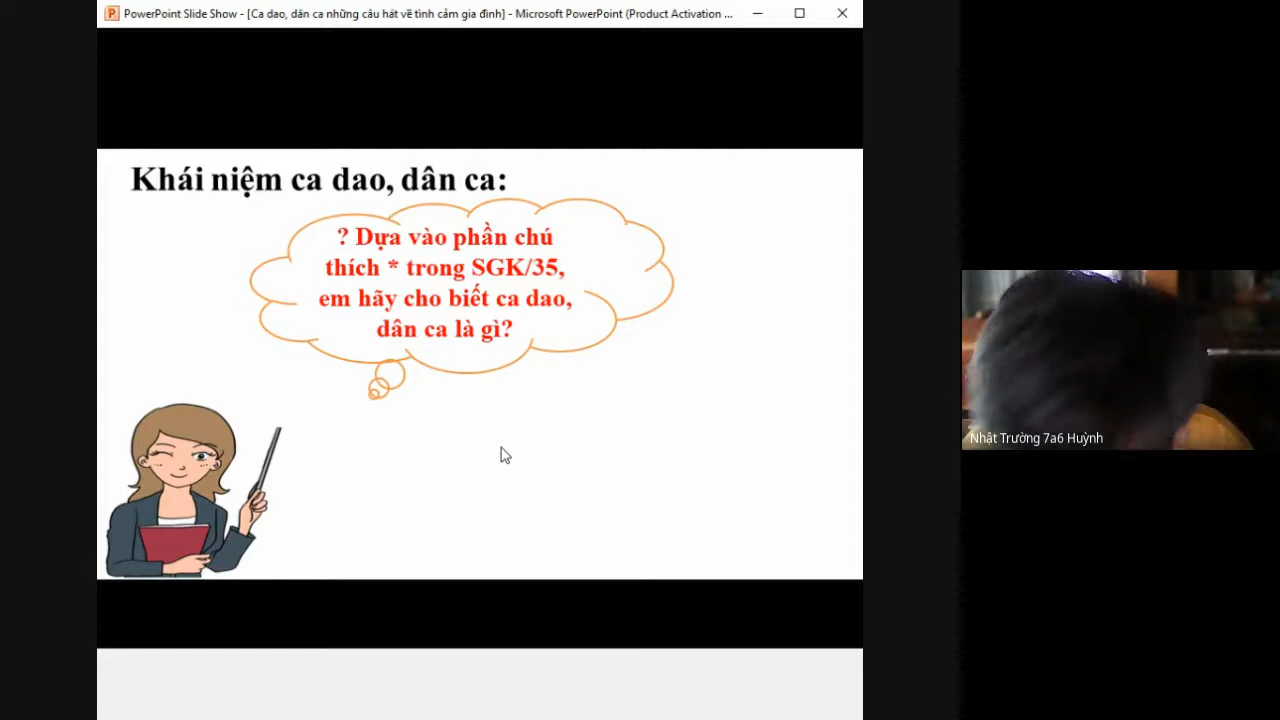 PowerPoint Slide Show - [Ca dao, dân ca những câu hát về tình cảm gia đình] - Microsoft PowerPoint (Product Activation ...
Khái niệm ca dao, dân ca:
? Dựa vào phần chú
thích * trong SGK/35,
em hãy cho biết ca dao,
dân ca là gì?
Nhật Trường 7a6 Huỳnh